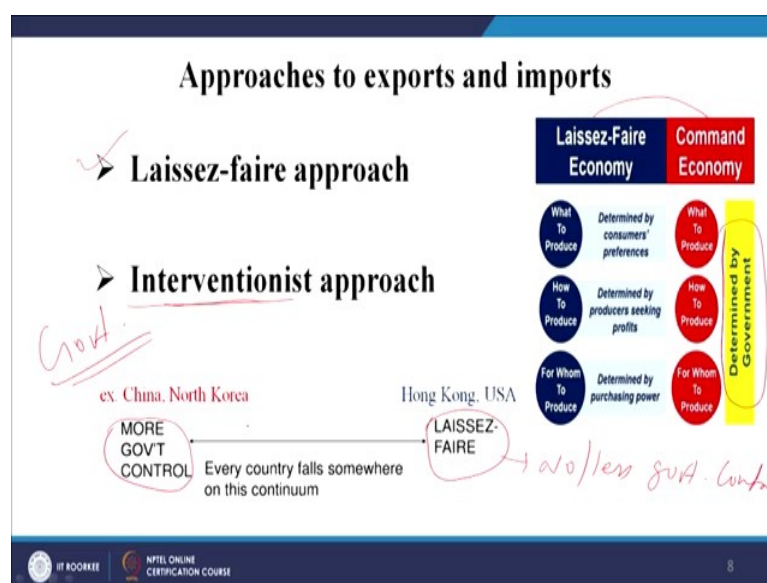 Approaches to exports and imports
➤ Laissez-faire approach
➤ Interventionist approach
Govt.
ex. China, North Korea
Hong Kong, USA
MORE
GOV'T
CONTROL
Every country falls somewhere
on this continuum
LAISSEZ-
FAIRE
No/less govt. Contr
Laissez-Faire
Economy
Command
Economy
What
To
Produce
Determined by
consumers'
preferences
What
To
Produce
How
To
Produce
Determined by
producers seeking
profits
How
To
Produce
For Whom
To
Produce
Determined by
purchasing power
For Whom
To
Produce
Determined by
Government
IIT ROORKEE
NPTEL ONLINE
CERTIFICATION COURSE
8